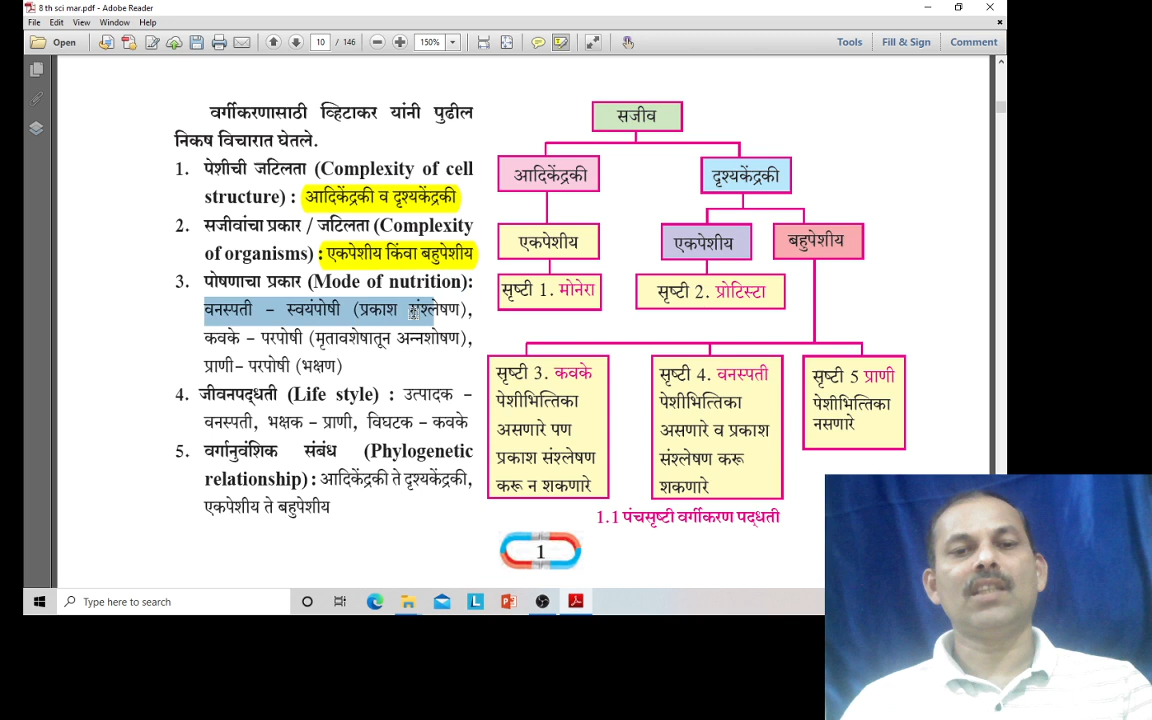 8 th sci mar.pdf - Adobe Reader
File Edit View Window Help
Open 10 / 146 150% Tools Fill & Sign Comment
वर्गीकरणासाठी व्हिटाकर यांनी पुढील
निकष विचारात घेतले.
1. पेशीची जटिलता (Complexity of cell
structure) : आदिकेंद्रकी व दृश्यकेंद्रकी
2. सजीवांचा प्रकार / जटिलता (Complexity
of organisms) : एकपेशीय किंवा बहुपेशीय
3. पोषणाचा प्रकार (Mode of nutrition):
वनस्पती - स्वयंपोषी (प्रकाश संश्लेषण),
कवके - परपोषी (मृतावशेषातून अन्नशोषण),
प्राणी- परपोषी (भक्षण)
4. जीवनपद्धती (Life style) : उत्पादक -
वनस्पती, भक्षक - प्राणी, विघटक - कवके
5. वर्गानुवंशिक संबंध (Phylogenetic
relationship) : आदिकेंद्रकी ते दृश्यकेंद्रकी,
एकपेशीय ते बहुपेशीय
सजीव
आदिकेंद्रकी
दृश्यकेंद्रकी
एकपेशीय
एकपेशीय
बहुपेशीय
सृष्टी 1. मोनेरा
सृष्टी 2. प्रोटिस्टा
सृष्टी 3. कवके
पेशीभित्तिका
असणारे पण
प्रकाश संश्लेषण
करू न शकणारे
सृष्टी 4. वनस्पती
पेशीभित्तिका
असणारे व प्रकाश
संश्लेषण करू
शकणारे
सृष्टी 5 प्राणी
पेशीभित्तिका
नसणारे
1.1 पंचसृष्टी वर्गीकरण पद्धती
1
Type here to search